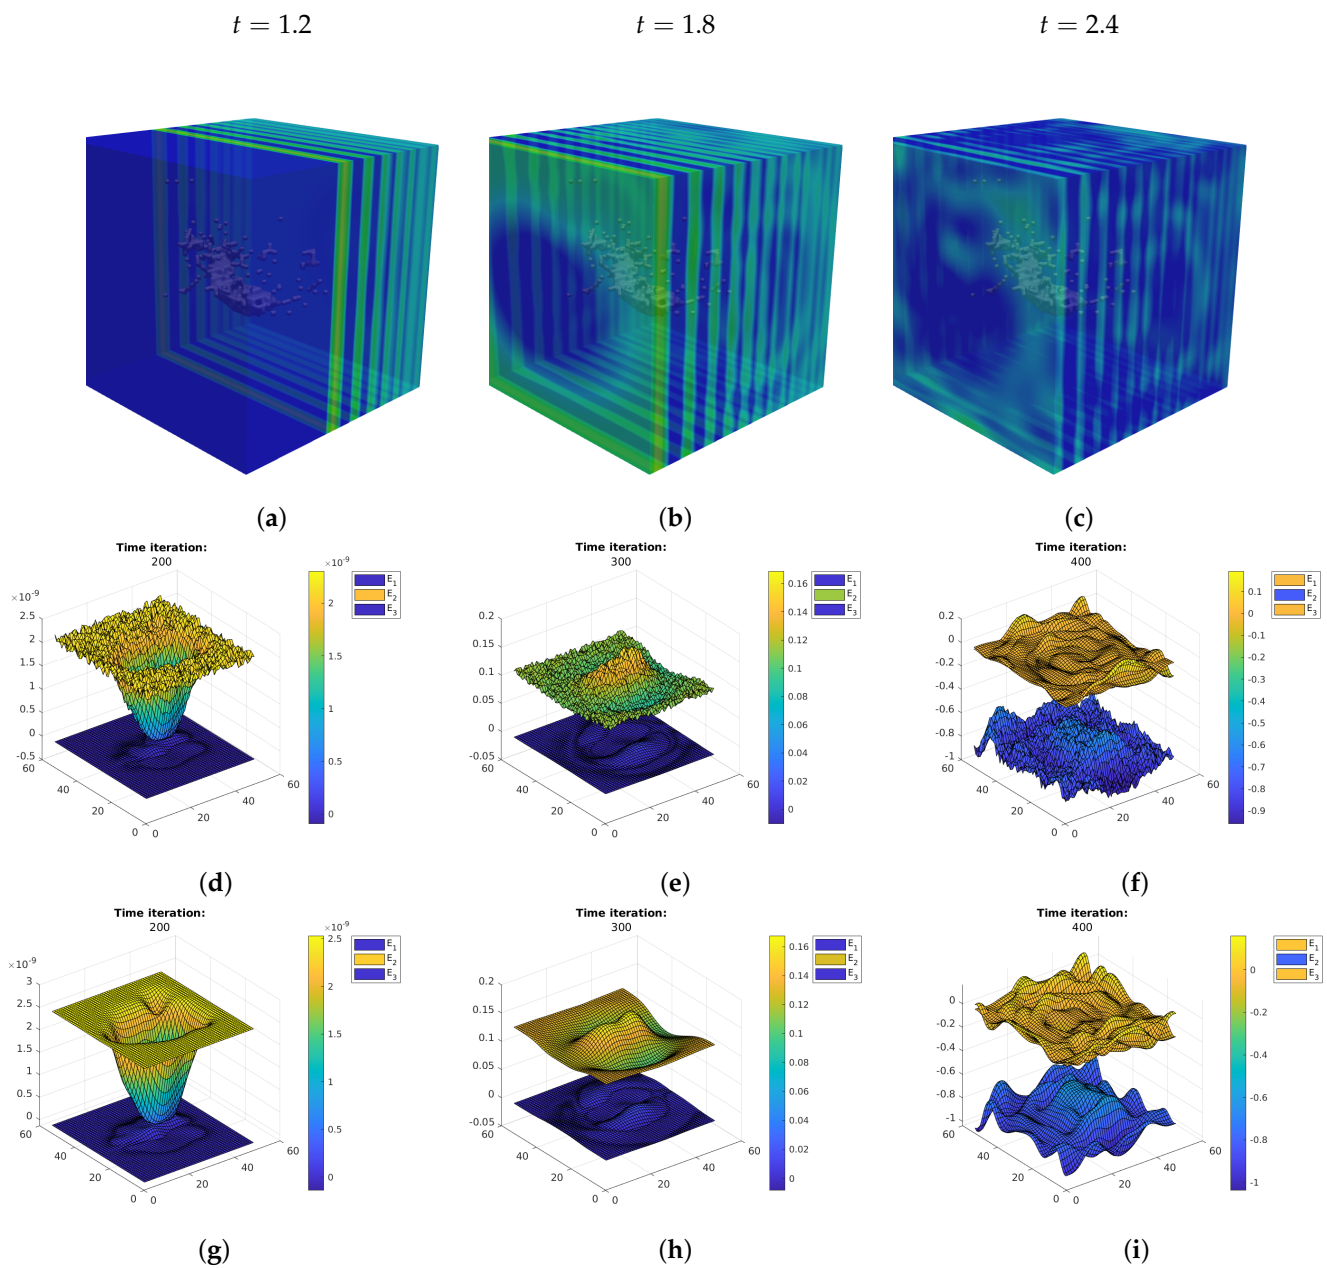 t = 1.2 t = 1.8 t = 2.4
(a) (b) (c)
Time iteration: Time iteration: Time iteration:
200 300 400
×10^-9 ×10^-9
E1 E2 E3
2.5 2 1.5 1 0.5 0 -0.5
60 40 20 0
0 20 40 60
2 1.5 1 0.5 0
E1 E2 E3
0.2 0.15 0.1 0.05 0 -0.05
60 40 20 0
0 20 40 60
0.16 0.14 0.12 0.1 0.08 0.06 0.04 0.02 0
E1 E2 E3
0.2 0 -0.2 -0.4 -0.6 -0.8 -1
60 40 20 0
0 20 40 60
0.1 0 -0.1 -0.2 -0.3 -0.4 -0.5 -0.6 -0.7 -0.8 -0.9
(d) (e) (f)
Time iteration: Time iteration: Time iteration:
200 300 400
×10^-9 ×10^-9
E1 E2 E3
3 2.5 2 1.5 1 0.5 0
60 40 20 0
0 20 40 60
2.5 2 1.5 1 0.5 0
E1 E2 E3
0.2 0.15 0.1 0.05 0 -0.05
60 40 20 0
0 20 40 60
0.16 0.14 0.12 0.1 0.08 0.06 0.04 0.02 0
E1 E2 E3
0 -0.2 -0.4 -0.6 -0.8 -1
60 40 20 0
0 20 40 60
0 -0.2 -0.4 -0.6 -0.8 -1
(g) (h) (i)